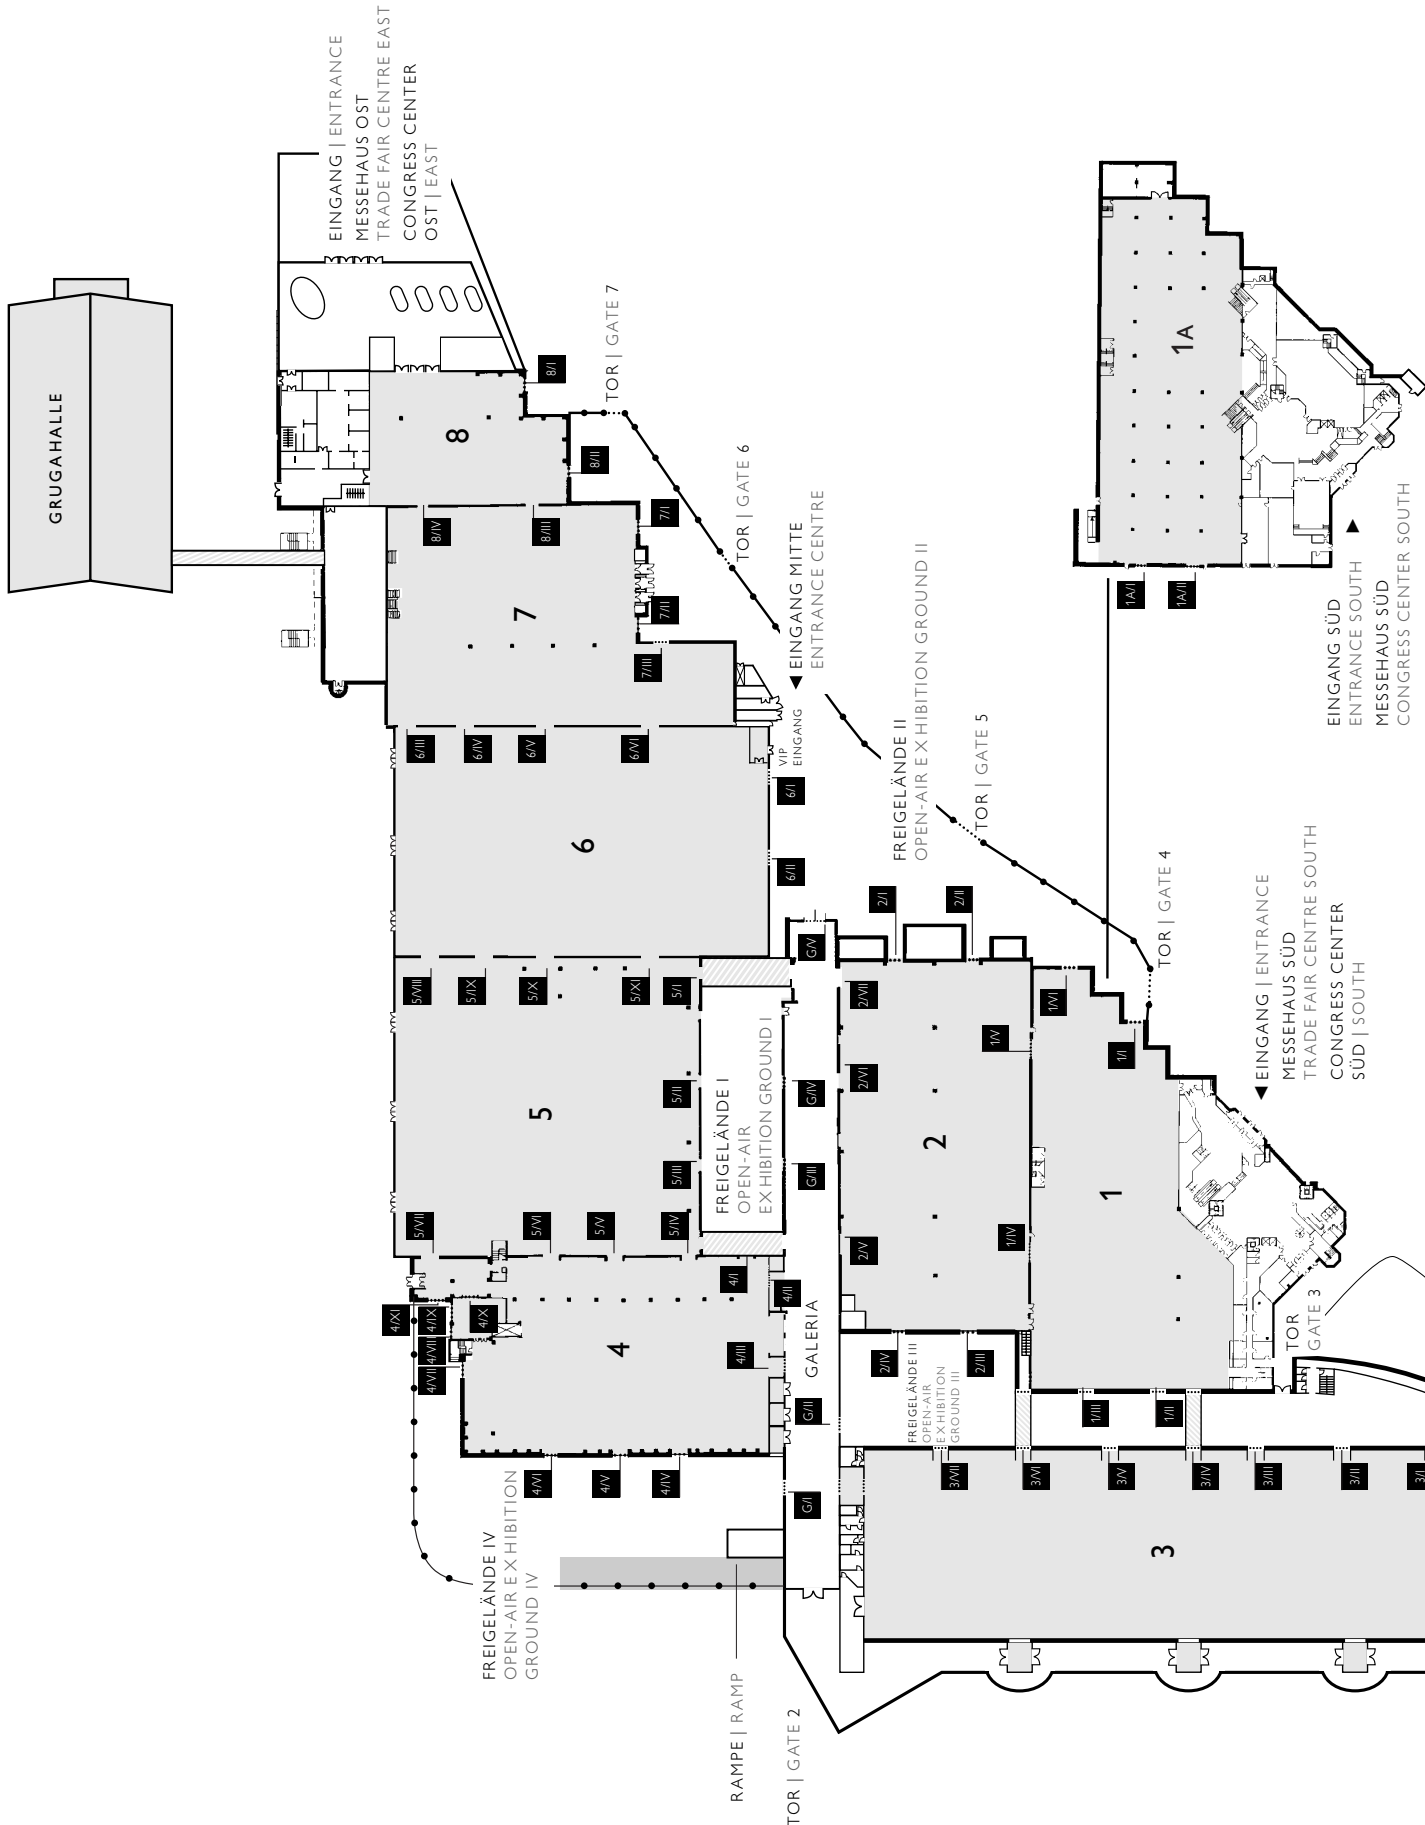 GRUGAHALLE
EINGANG | ENTRANCE
MESSEHAUS OST
TRADE FAIR CENTRE EAST
CONGRESS CENTER
OST | EAST
8/I
TOR | GATE 7
8
8/II
8/IV
8/III
7/I
TOR | GATE 6
7
7/II
7/III
EINGANG MITTE
ENTRANCE CENTRE
VIP
EINGANG
6/III
6/IV
6/V
6/VI
6/I
6
6/II
FREIGELÄNDE II
OPEN-AIR EXHIBITION GROUND II
TOR | GATE 5
1A
1A/I
1A/II
EINGANG SÜD
ENTRANCE SOUTH
MESSEHAUS SÜD
CONGRESS CENTER SOUTH
5/VIII
5/IX
5/X
5/XI
5/I
5
5/II
5/III
5/VII
5/VI
5/V
5/IV
FREIGELÄNDE I
OPEN-AIR
EXHIBITION GROUND I
G/V
G/IV
G/III
2/I
2/II
2/VII
2/VI
2
2/V
TOR | GATE 4
1/VI
1/V
1/I
1
1/IV
EINGANG | ENTRANCE
MESSEHAUS SÜD
TRADE FAIR CENTRE SOUTH
CONGRESS CENTER
SÜD | SOUTH
4/XI
4/IX
4/X
4/VIII
4/VII
4/I
4/II
4
4/III
GALERIA
G/II
2/IV
2/III
FREIGELÄNDE III
OPEN-AIR
EXHIBITION
GROUND III
1/III
1/II
TOR
GATE 3
4/VI
4/V
4/IV
G/I
3/VII
3/VI
3/V
3/IV
3/III
3/II
3/I
3
FREIGELÄNDE IV
OPEN-AIR EXHIBITION
GROUND IV
RAMPE | RAMP
TOR | GATE 2